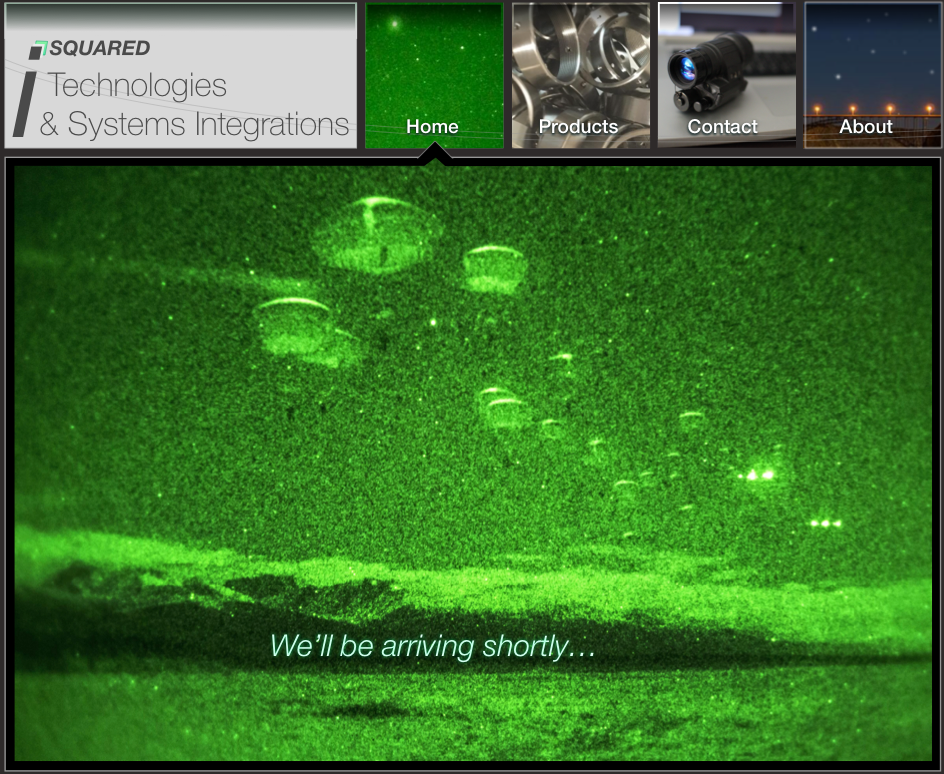 SQUARED
Technologies
& Systems Integrations
Home
Products
Contact
About
We'll be arriving shortly…